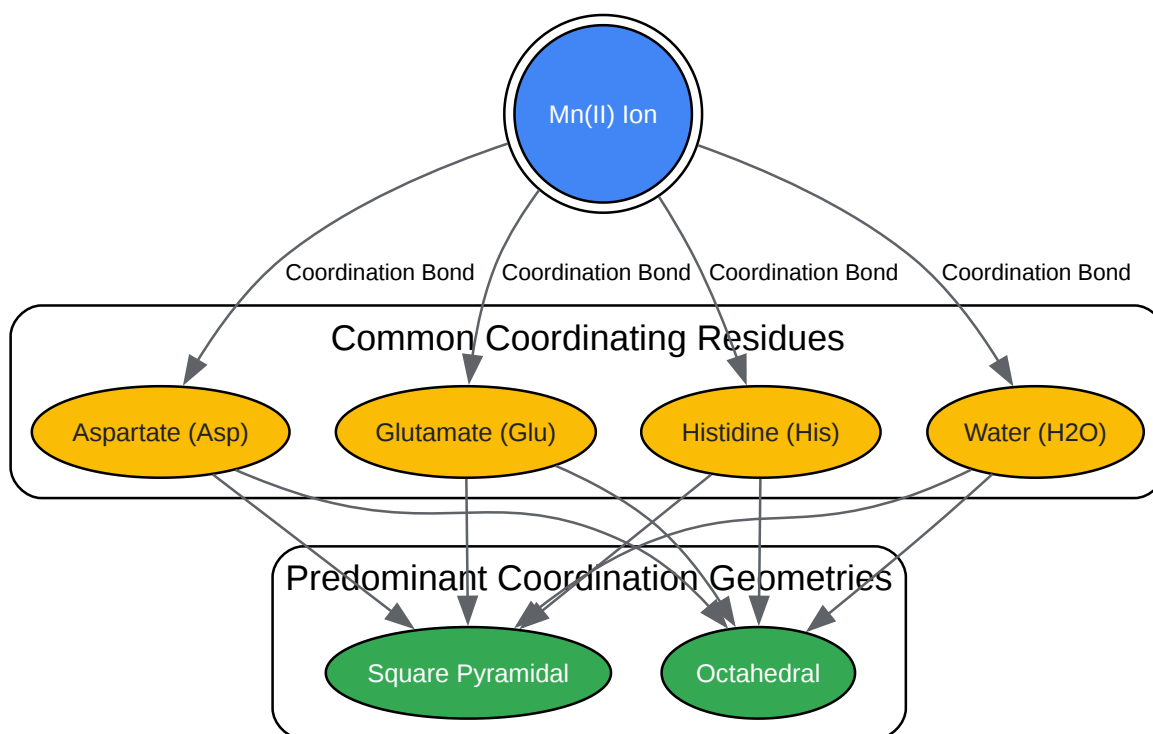 Mn(II) Ion
Coordination Bond
Coordination Bond
Coordination Bond
Coordination Bond
Common Coordinating Residues
Aspartate (Asp)
Glutamate (Glu)
Histidine (His)
Water (H2O)
Predominant Coordination Geometries
Square Pyramidal
Octahedral